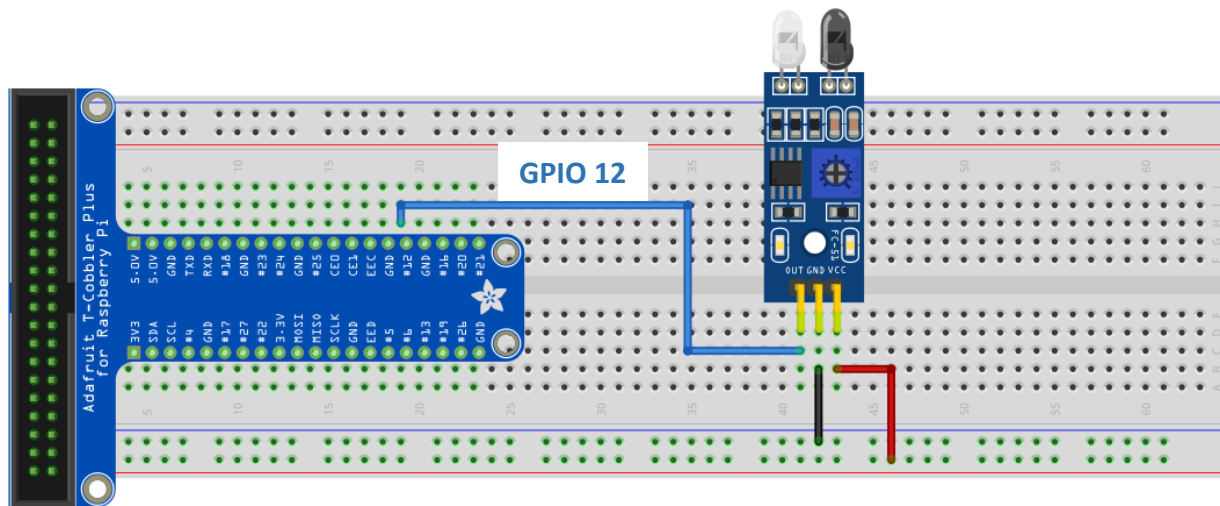 GPIO 12
5 10 15 20 35 45 50 55 60
J
I
H
G
F
Adafruit T-Cobbler Plus
for Raspberry Pi
5.0V
5.0V
GND
TXD
RXD
#18
GND
#23
#24
GND
#25
CE0
CE1
EEC
GND
#12
GND
#16
#20
#21
3V3
SDA
SCL
#4
GND
#17
#27
#22
3.3V
MOSI
MISO
SCLK
GND
EED
#5
#6
#13
#19
#26
GND
FC-51
OUT GND VCC
E
D
C
B
A
5 10 15 20 25 30 35 40 45 50 55 60